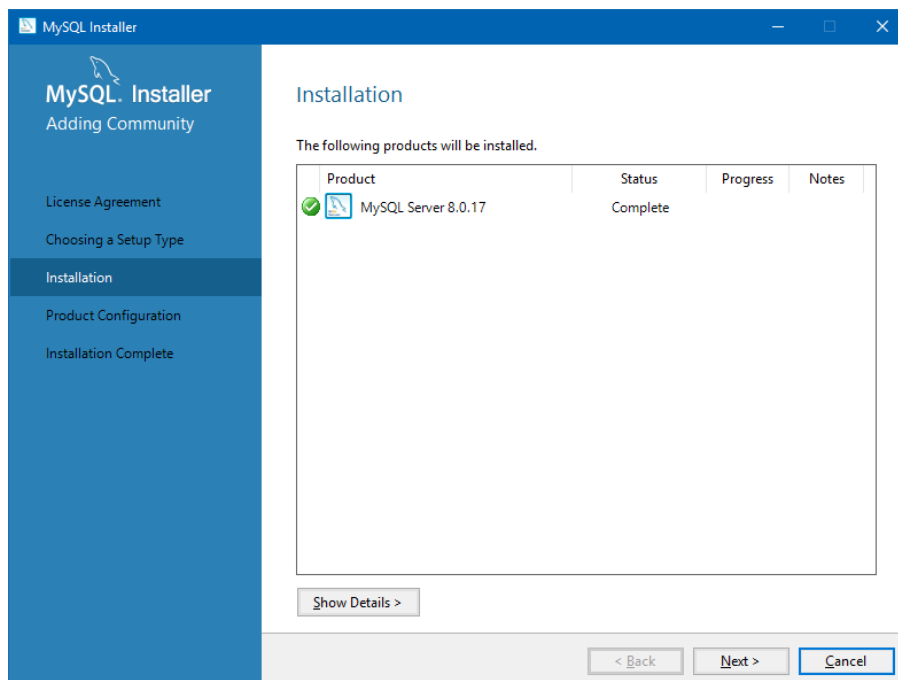 MySQL Installer
MySQL. Installer
Adding Community
License Agreement
Choosing a Setup Type
Installation
Product Configuration
Installation Complete
Installation
The following products will be installed.
Product Status Progress Notes
MySQL Server 8.0.17 Complete
Show Details >
< Back Next > Cancel